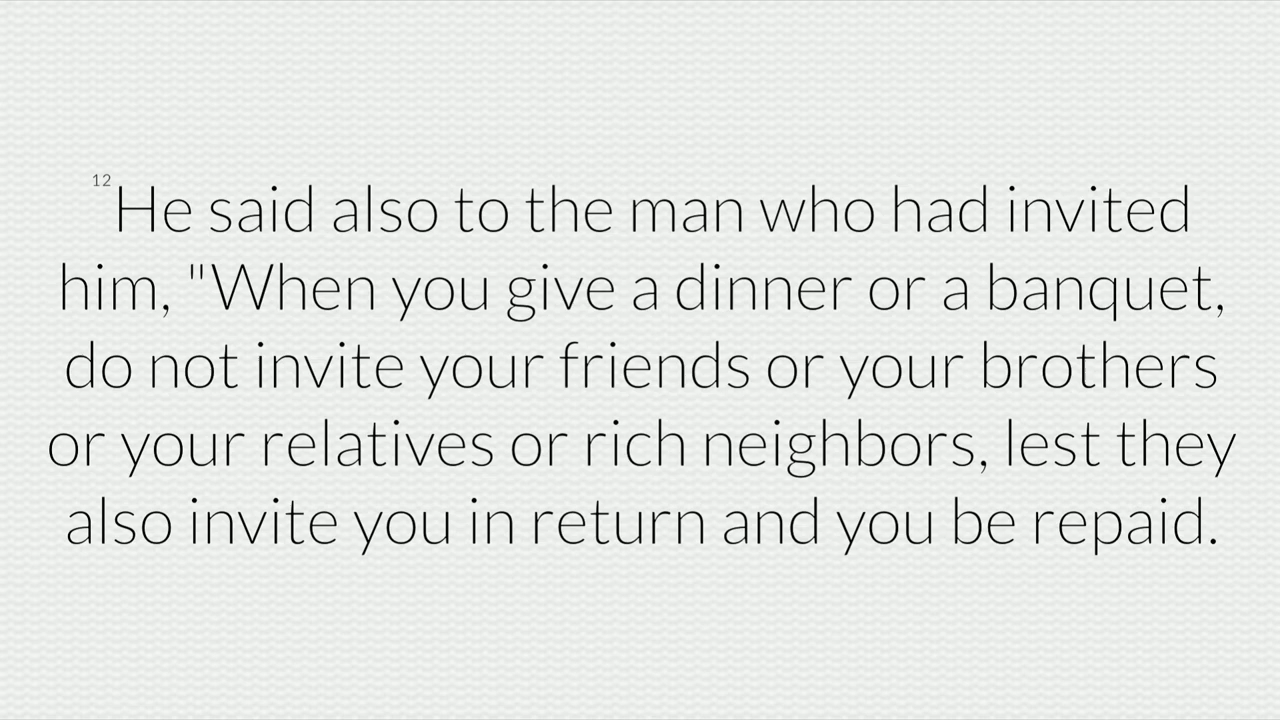 12 He said also to the man who had invited
him, "When you give a dinner or a banquet,
do not invite your friends or your brothers
or your relatives or rich neighbors, lest they
also invite you in return and you be repaid.